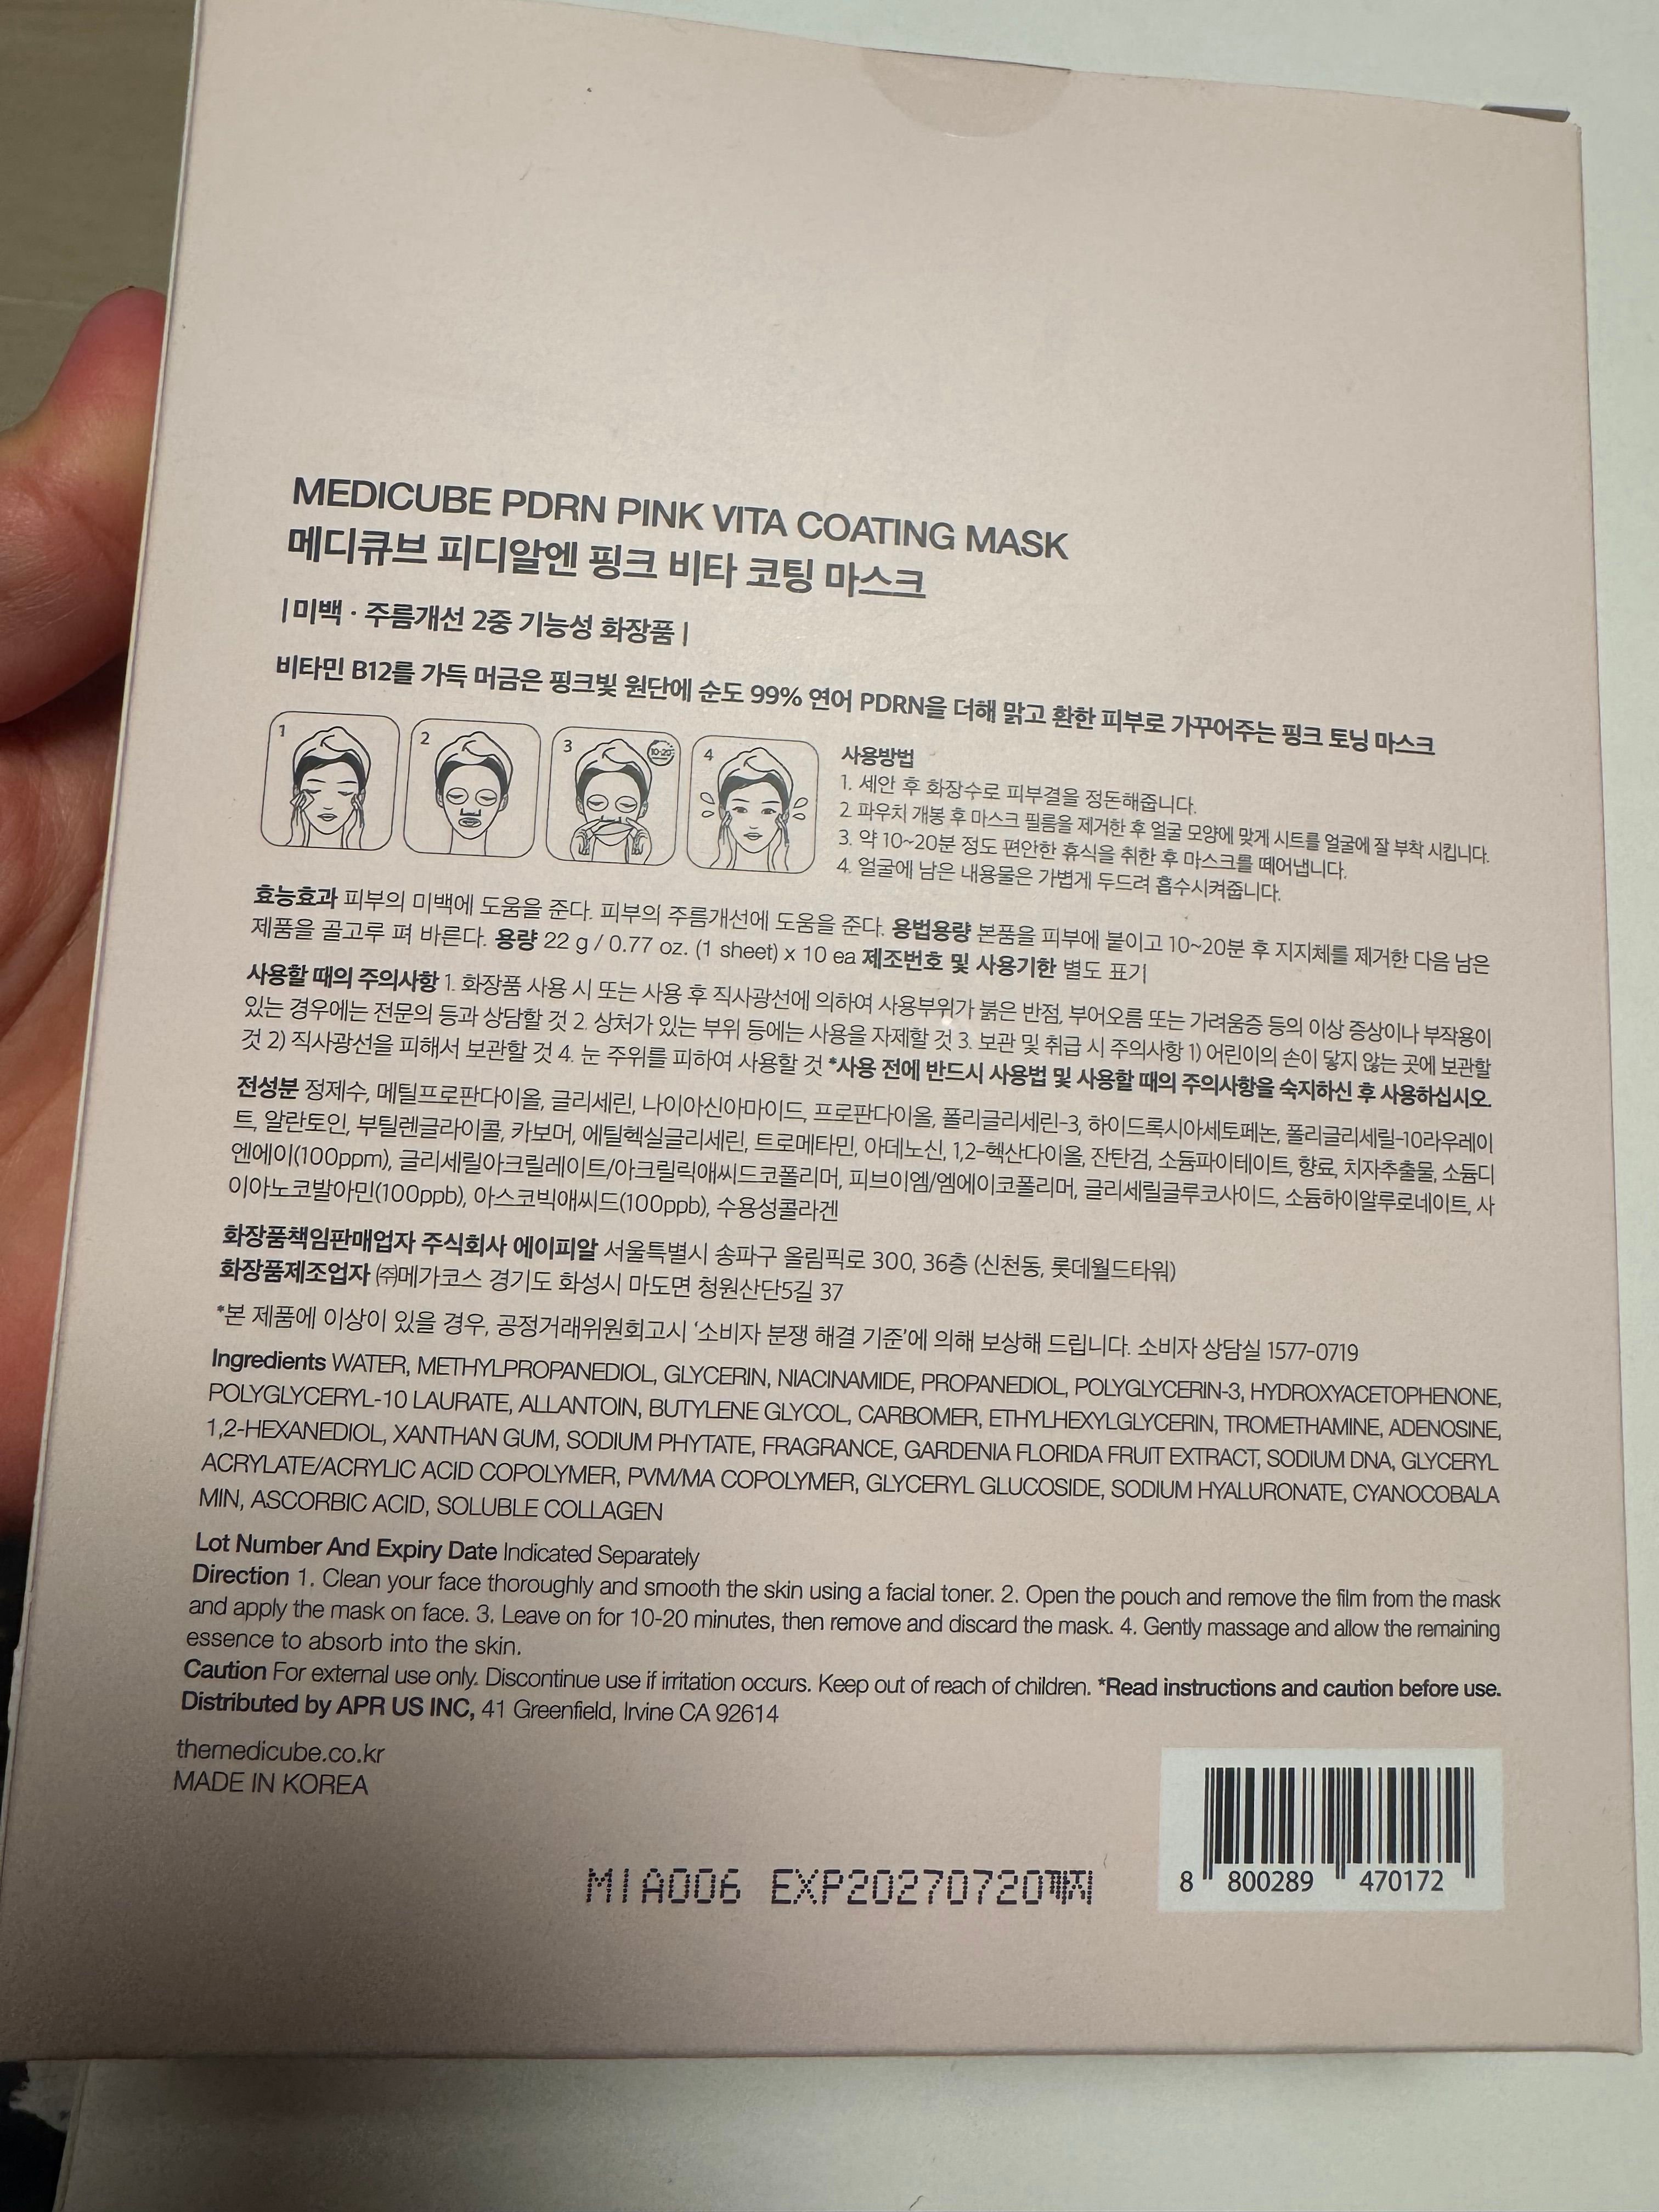 MEDICUBE PDRN PINK VITA COATING MASK
메디큐브 피디알엔 핑크 비타 코팅 마스크
|미백 · 주름개선 2중 기능성 화장품|
비타민 B12를 가득 머금은 핑크빛 원단에 순도 99% 연어 PDRN을 더해 맑고 환한 피부로 가꾸어주는 핑크 토닝 마스크
1
2
3
10-20
4
사용방법
1. 세안 후 화장수로 피부결을 정돈해줍니다.
2. 파우치 개봉 후 마스크 필름을 제거한 후 얼굴 모양에 맞게 시트를 얼굴에 잘 부착 시킵니다.
3. 약 10~20분 정도 편안한 휴식을 취한 후 마스크를 떼어냅니다.
4. 얼굴에 남은 내용물은 가볍게 두드려 흡수시켜줍니다.
효능효과 피부의 미백에 도움을 준다. 피부의 주름개선에 도움을 준다. 용법용량 본품을 피부에 붙이고 10~20분 후 지지체를 제거한 다음 남은
제품을 골고루 펴 바른다. 용량 22 g / 0.77 oz. (1 sheet) x 10 ea 제조번호 및 사용기한 별도 표기
사용할 때의 주의사항 1. 화장품 사용 시 또는 사용 후 직사광선에 의하여 사용부위가 붉은 반점, 부어오름 또는 가려움증 등의 이상 증상이나 부작용이
있는 경우에는 전문의 등과 상담할 것 2. 상처가 있는 부위 등에는 사용을 자제할 것 3. 보관 및 취급 시 주의사항 1) 어린이의 손이 닿지 않는 곳에 보관할
것 2) 직사광선을 피해서 보관할 것 4. 눈 주위를 피하여 사용할 것 *사용 전에 반드시 사용법 및 사용할 때의 주의사항을 숙지하신 후 사용하십시오.
전성분 정제수, 메틸프로판다이올, 글리세린, 나이아신아마이드, 프로판다이올, 폴리글리세린-3, 하이드록시아세토페논, 폴리글리세릴-10라우레이
트, 알란토인, 부틸렌글라이콜, 카보머, 에틸헥실글리세린, 트로메타민, 아데노신, 1,2-헥산다이올, 잔탄검, 소듐파이테이트, 향료, 치자추출물, 소듐디
엔에이(100ppm), 글리세릴아크릴레이트/아크릴릭애씨드코폴리머, 피브이엠/엠에이코폴리머, 글리세릴글루코사이드, 소듐하이알루로네이트, 사
이아노코발아민(100ppb), 아스코빅애씨드(100ppb), 수용성콜라겐
화장품책임판매업자 주식회사 에이피알 서울특별시 송파구 올림픽로 300, 36층 (신천동, 롯데월드타워)
화장품제조업자 ㈜메가코스 경기도 화성시 마도면 청원산단5길 37
*본 제품에 이상이 있을 경우, 공정거래위원회고시 ‘소비자 분쟁 해결 기준’에 의해 보상해 드립니다. 소비자 상담실 1577-0719
Ingredients WATER, METHYLPROPANEDIOL, GLYCERIN, NIACINAMIDE, PROPANEDIOL, POLYGLYCERIN-3, HYDROXYACETOPHENONE,
POLYGLYCERYL-10 LAURATE, ALLANTOIN, BUTYLENE GLYCOL, CARBOMER, ETHYLHEXYLGLYCERIN, TROMETHAMINE, ADENOSINE,
1,2-HEXANEDIOL, XANTHAN GUM, SODIUM PHYTATE, FRAGRANCE, GARDENIA FLORIDA FRUIT EXTRACT, SODIUM DNA, GLYCERYL
ACRYLATE/ACRYLIC ACID COPOLYMER, PVM/MA COPOLYMER, GLYCERYL GLUCOSIDE, SODIUM HYALURONATE, CYANOCOBALA
MIN, ASCORBIC ACID, SOLUBLE COLLAGEN
Lot Number And Expiry Date Indicated Separately
Direction 1. Clean your face thoroughly and smooth the skin using a facial toner. 2. Open the pouch and remove the film from the mask
and apply the mask on face. 3. Leave on for 10-20 minutes, then remove and discard the mask. 4. Gently massage and allow the remaining
essence to absorb into the skin.
Caution For external use only. Discontinue use if irritation occurs. Keep out of reach of children. *Read instructions and caution before use.
Distributed by APR US INC, 41 Greenfield, Irvine CA 92614
themedicube.co.kr
MADE IN KOREA
MIA006 EXP20270720까지
8 800289 470172